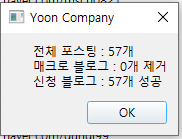 Yoon Company
전체 포스팅 : 57개
매크로 블로그 : 0개 제거
신청 블로그 : 57개 성공
OK